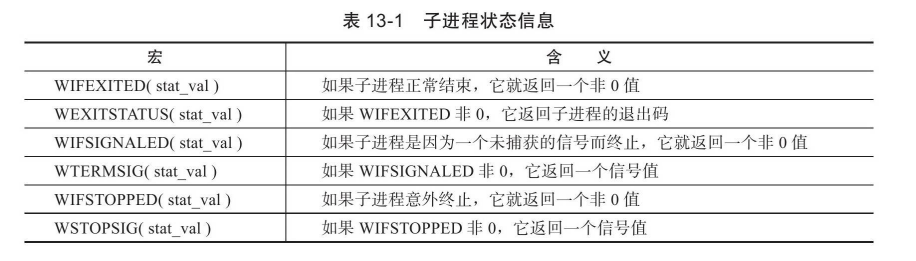 表 13-1 子进程状态信息
宏 含 义
WIFEXITED( stat_val ) 如果子进程正常结束，它就返回一个非 0 值
WEXITSTATUS( stat_val ) 如果 WIFEXITED 非 0，它返回子进程的退出码
WIFSIGNALED( stat_val ) 如果子进程是因为一个未捕获的信号而终止，它就返回一个非 0 值
WTERMSIG( stat_val ) 如果 WIFSIGNALED 非 0，它返回一个信号值
WIFSTOPPED( stat_val ) 如果子进程意外终止，它就返回一个非 0 值
WSTOPSIG( stat_val ) 如果 WIFSTOPPED 非 0，它返回一个信号值